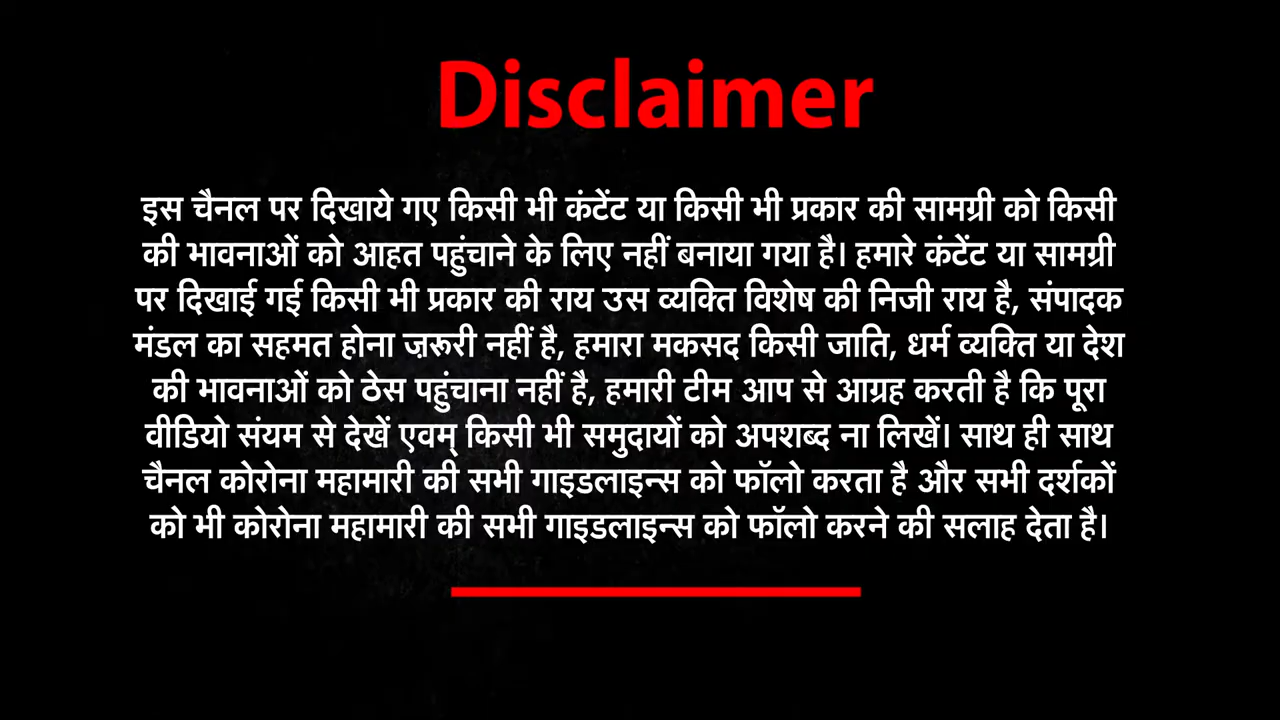 Disclaimer
इस चैनल पर दिखाये गए किसी भी कंटेंट या किसी भी प्रकार की सामग्री को किसी
की भावनाओं को आहत पहुंचाने के लिए नहीं बनाया गया है। हमारे कंटेंट या सामग्री
पर दिखाई गई किसी भी प्रकार की राय उस व्यक्ति विशेष की निजी राय है, संपादक
मंडल का सहमत होना ज़रूरी नहीं है, हमारा मकसद किसी जाति, धर्म व्यक्ति या देश
की भावनाओं को ठेस पहुंचाना नहीं है, हमारी टीम आप से आग्रह करती है कि पूरा
वीडियो संयम से देखें एवम् किसी भी समुदायों को अपशब्द ना लिखें। साथ ही साथ
चैनल कोरोना महामारी की सभी गाइडलाइन्स को फॉलो करता है और सभी दर्शकों
को भी कोरोना महामारी की सभी गाइडलाइन्स को फॉलो करने की सलाह देता है।